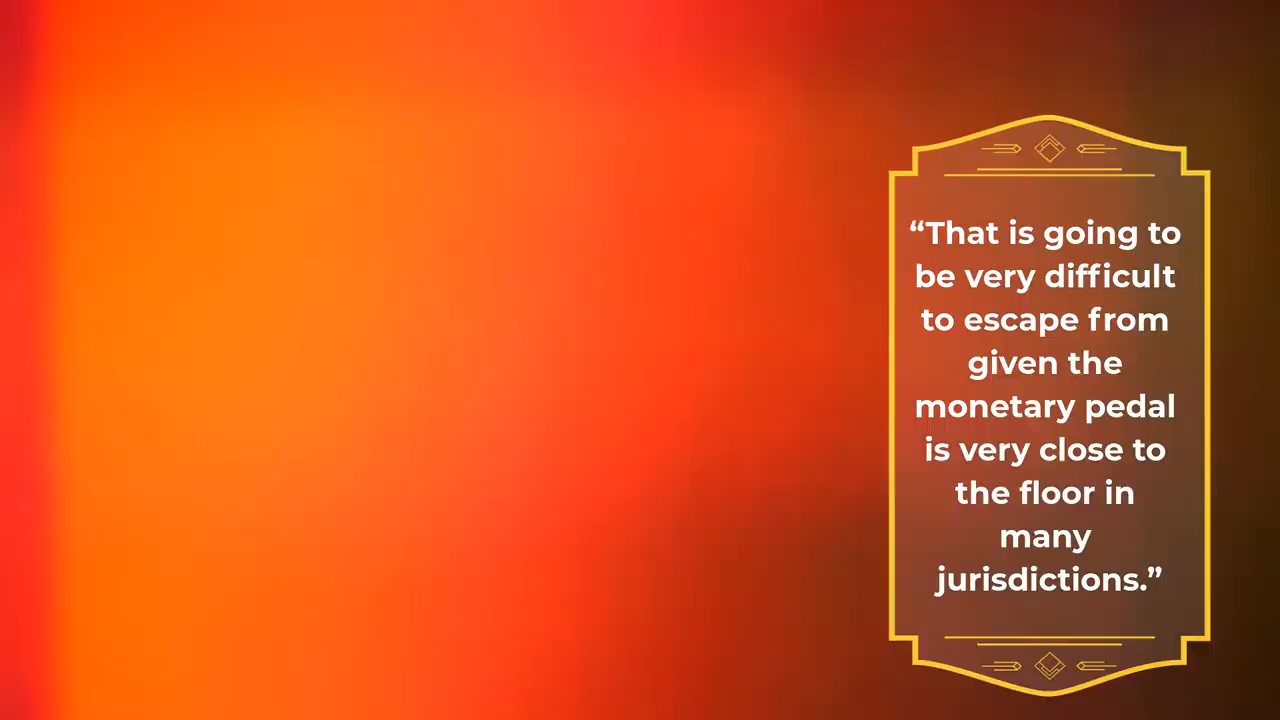 “That is going to
be very difficult
to escape from
given the
monetary pedal
is very close to
the floor in
many
jurisdictions.”